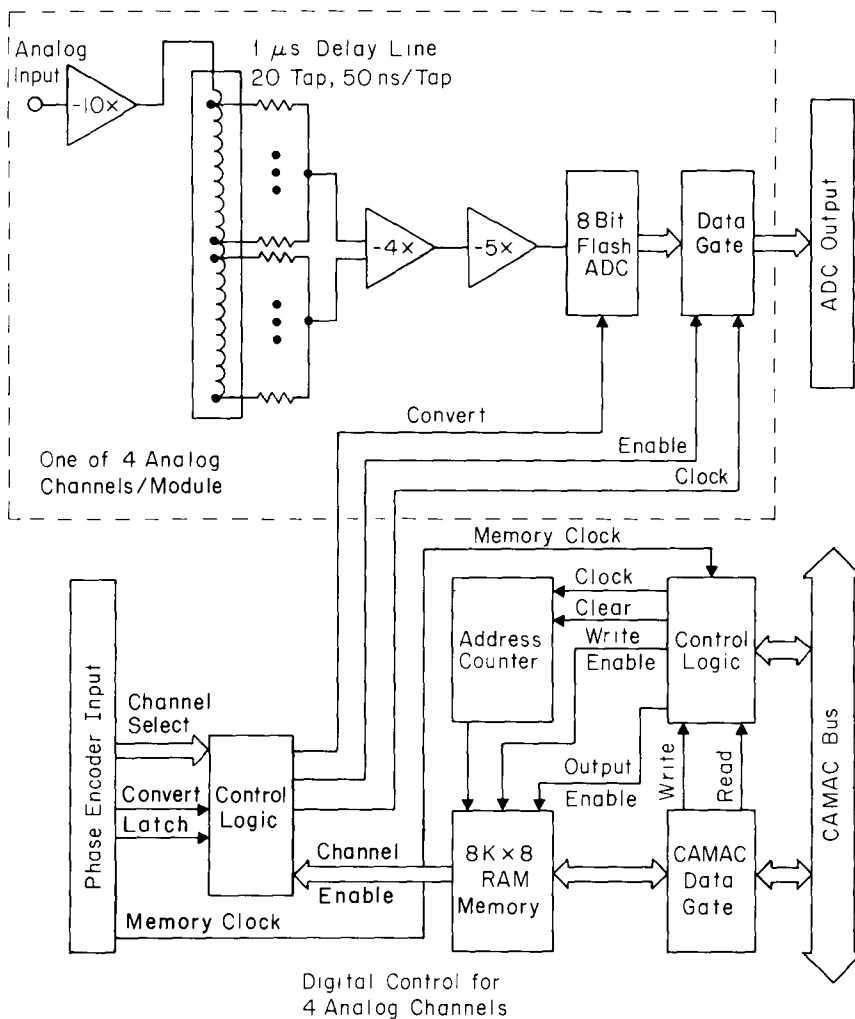 Analog
Input
-10x
1 μs Delay Line
20 Tap, 50 ns/Tap
-4x
-5x
8 Bit
Flash
ADC
Data
Gate
ADC Output
Convert
Enable
Clock
One of 4 Analog
Channels/Module
Memory Clock
Clock
Clear
Write
Enable
Address
Counter
Control
Logic
Phase Encoder Input
Channel
Select
Convert
Latch
Control
Logic
Output
Enable
Write
Read
CAMAC Bus
Channel
Enable
8K x 8
RAM
Memory
CAMAC
Data
Gate
Memory Clock
Digital Control for
4 Analog Channels